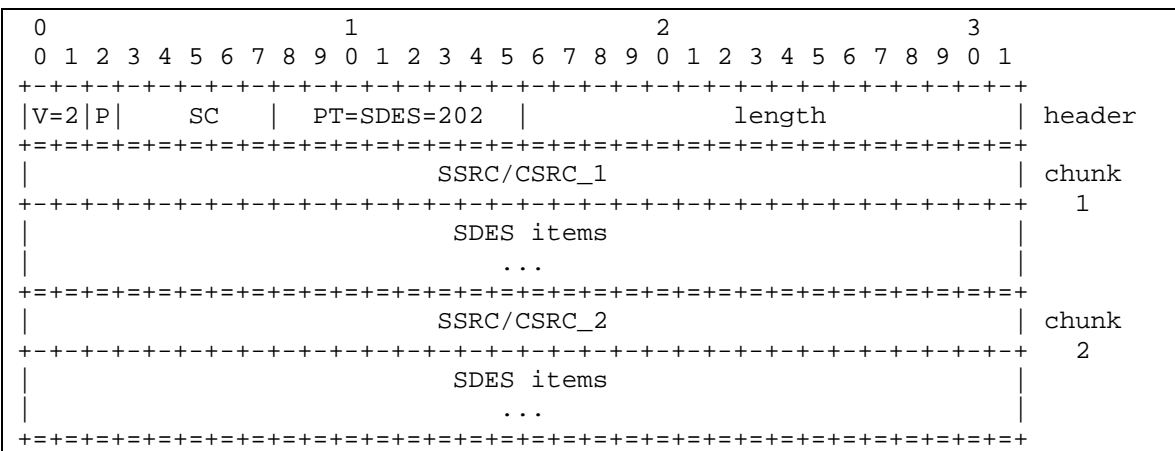 0                   1                   2                   3
 0 1 2 3 4 5 6 7 8 9 0 1 2 3 4 5 6 7 8 9 0 1 2 3 4 5 6 7 8 9 0 1
+-+-+-+-+-+-+-+-+-+-+-+-+-+-+-+-+-+-+-+-+-+-+-+-+-+-+-+-+-+-+-+-+
|V=2|P|    SC   |  PT=SDES=202  |             length            | header
+=+=+=+=+=+=+=+=+=+=+=+=+=+=+=+=+=+=+=+=+=+=+=+=+=+=+=+=+=+=+=+=+
|                          SSRC/CSRC_1                          | chunk
+-+-+-+-+-+-+-+-+-+-+-+-+-+-+-+-+-+-+-+-+-+-+-+-+-+-+-+-+-+-+-+-+   1
|                           SDES items                          |
|                              ...                              |
+=+=+=+=+=+=+=+=+=+=+=+=+=+=+=+=+=+=+=+=+=+=+=+=+=+=+=+=+=+=+=+=+
|                          SSRC/CSRC_2                          | chunk
+-+-+-+-+-+-+-+-+-+-+-+-+-+-+-+-+-+-+-+-+-+-+-+-+-+-+-+-+-+-+-+-+   2
|                           SDES items                          |
|                              ...                              |
+=+=+=+=+=+=+=+=+=+=+=+=+=+=+=+=+=+=+=+=+=+=+=+=+=+=+=+=+=+=+=+=+